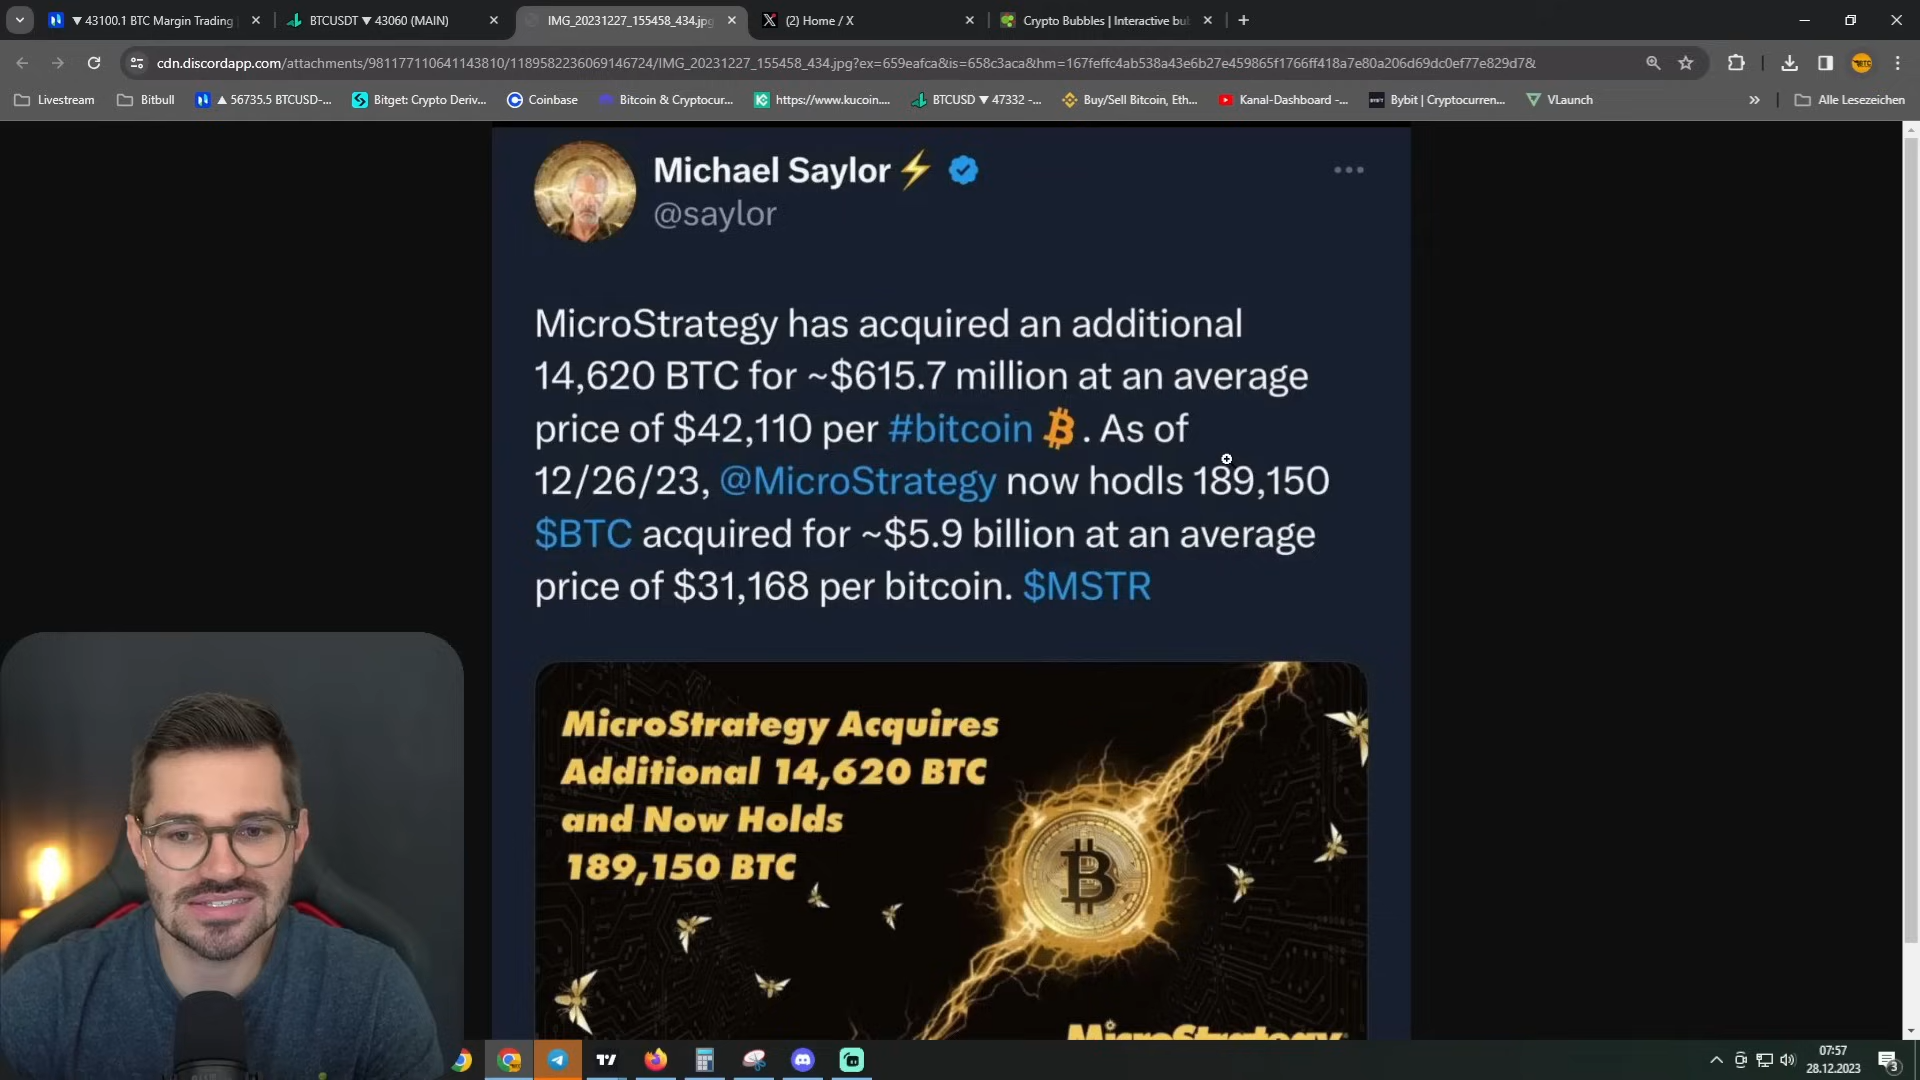 ▼ 43100.1 BTC Margin Trading
BTCUSDT ▼ 43060 (MAIN)
IMG_20231227_155458_434.jpg
(2) Home / X
Crypto Bubbles | Interactive bu
cdn.discordapp.com/attachments/981177110641143810/1189582236069146724/IMG_20231227_155458_434.jpg?ex=659eafca&is=658c3aca&hm=167feffc4ab538a43e6b27e459865f1766ff418a7e80a206d69dc0ef77e829d7&
Livestream
Bitbull
▲ 56735.5 BTCUSD-...
Bitget: Crypto Deriv...
Coinbase
Bitcoin & Cryptocur...
https://www.kucoin....
BTCUSD ▼ 47332 -...
Buy/Sell Bitcoin, Eth...
Kanal-Dashboard -...
Bybit | Cryptocurren...
VLaunch
»
Alle Lesezeichen
Michael Saylor⚡
@saylor
MicroStrategy has acquired an additional
14,620 BTC for ~$615.7 million at an average
price of $42,110 per #bitcoin ₿. As of
12/26/23, @MicroStrategy now hodls 189,150
$BTC acquired for ~$5.9 billion at an average
price of $31,168 per bitcoin. $MSTR
MicroStrategy Acquires
Additional 14,620 BTC
and Now Holds
189,150 BTC
MicroStrategy
07:57
28.12.2023
3